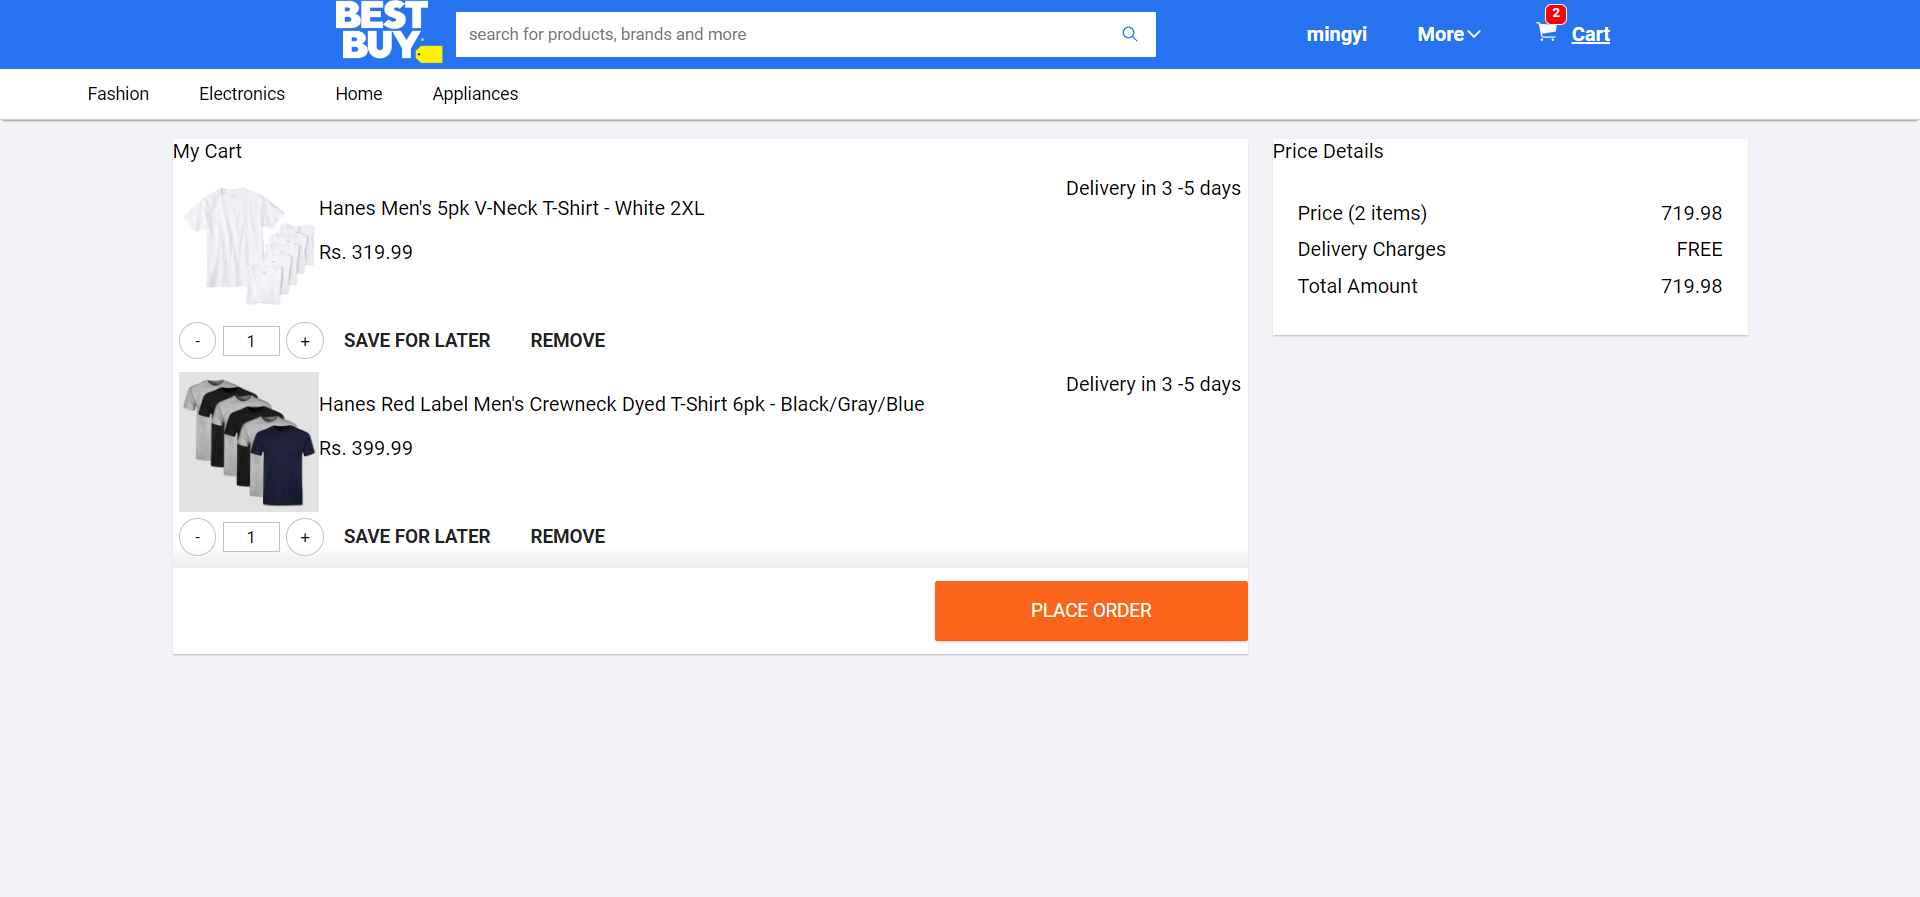 BEST
BUY
search for products, brands and more
mingyi
More
2
Cart
Fashion
Electronics
Home
Appliances
My Cart
Delivery in 3 -5 days
Hanes Men's 5pk V-Neck T-Shirt - White 2XL
Rs. 319.99
-
1
+
SAVE FOR LATER
REMOVE
Delivery in 3 -5 days
Hanes Red Label Men's Crewneck Dyed T-Shirt 6pk - Black/Gray/Blue
Rs. 399.99
-
1
+
SAVE FOR LATER
REMOVE
PLACE ORDER
Price Details
Price (2 items) 719.98
Delivery Charges FREE
Total Amount 719.98